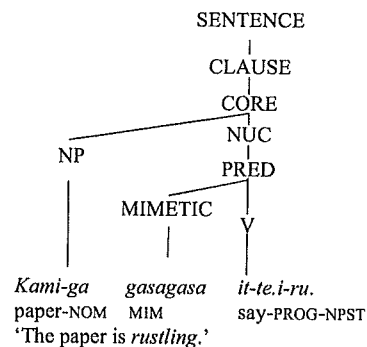 SENTENCE
CLAUSE
CORE
NUC
NP
PRED
MIMETIC
V
Kami-ga gasagasa it-te.i-ru.
paper-NOM MIM say-PROG-NPST
'The paper is rustling.'